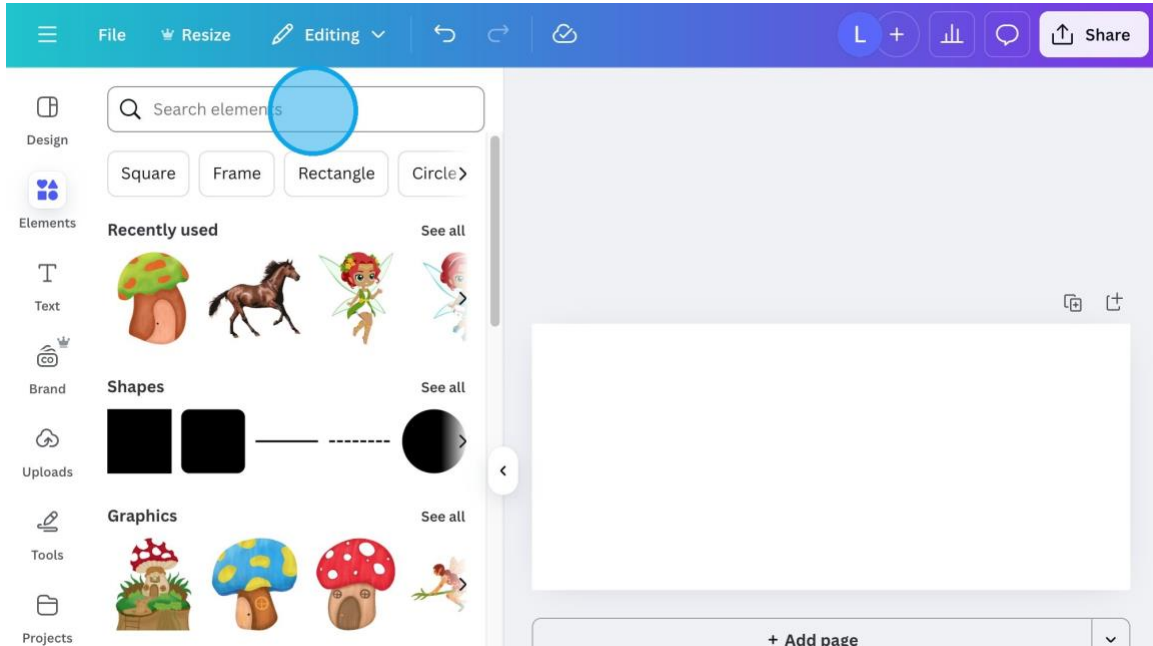 File
Resize
Editing
L
+
Share
Search elements
Square
Frame
Rectangle
Circle
Design
Elements
Text
Brand
CO
Uploads
Tools
Projects
Recently used
See all
Shapes
See all
Graphics
See all
+ Add page